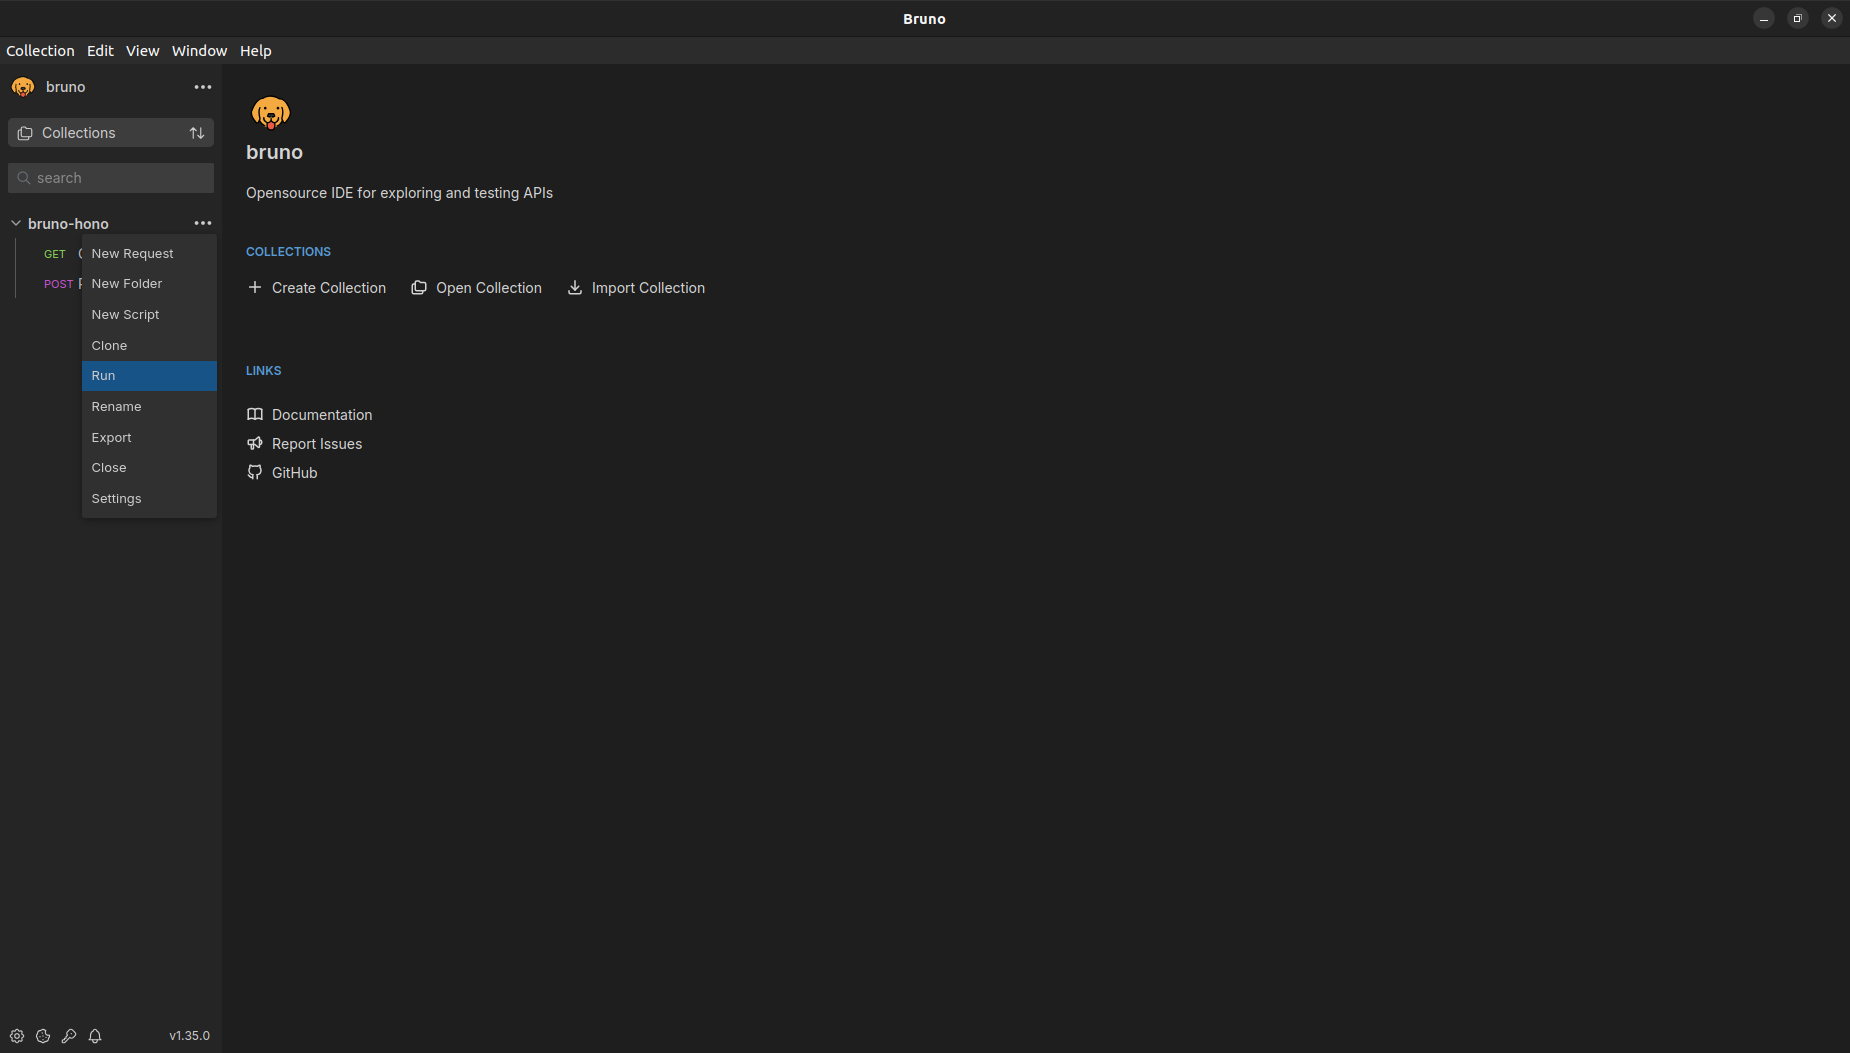 Bruno
Collection Edit View Window Help
bruno
Collections
search
bruno-hono
GET
POST
New Request
New Folder
New Script
Clone
Run
Rename
Export
Close
Settings
v1.35.0
bruno
Opensource IDE for exploring and testing APIs
COLLECTIONS
Create Collection Open Collection Import Collection
LINKS
Documentation
Report Issues
GitHub